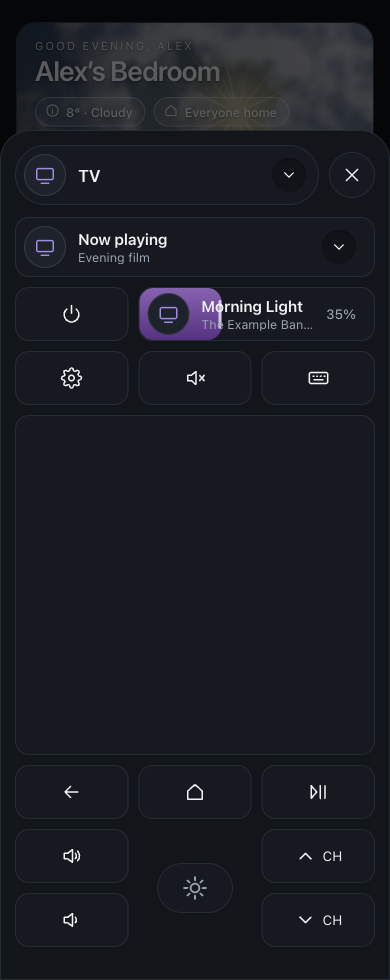 GOOD EVENING, ALEX
Alex’s Bedroom
8° · Cloudy
Everyone home
TV
Now playing
Evening film
Morning Light
The Example Ban...
35%
CH
CH